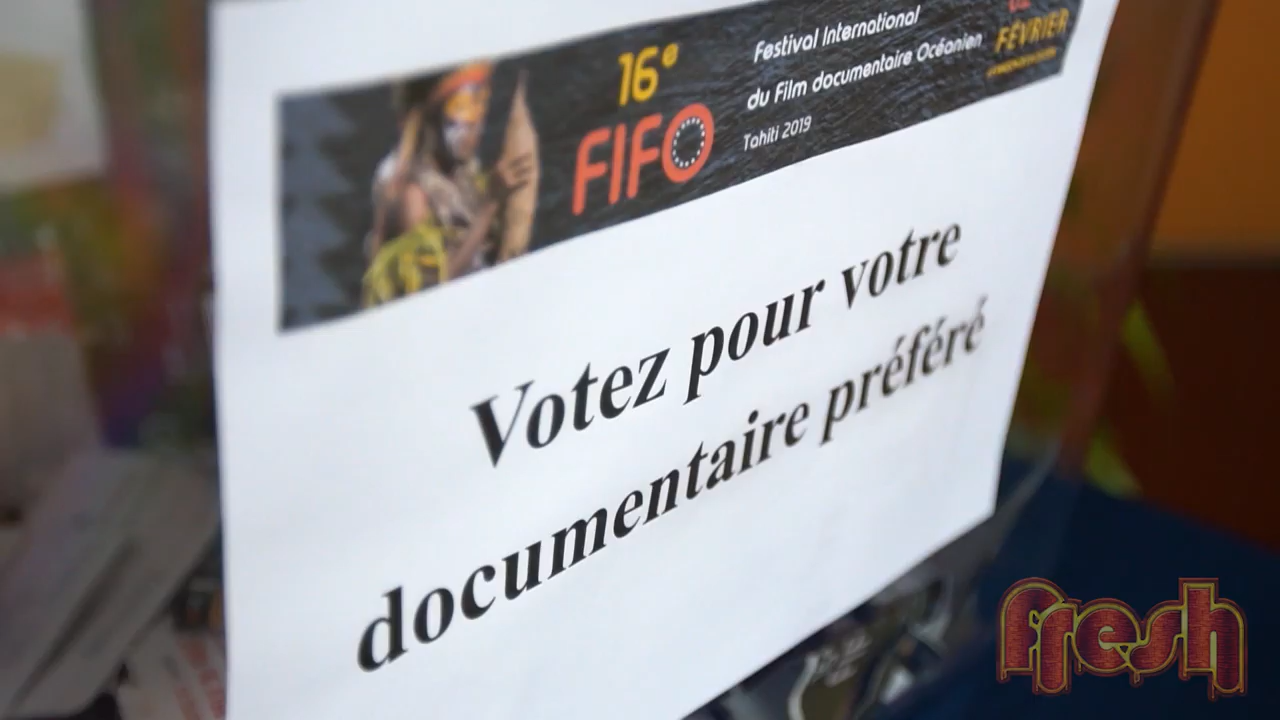 16e
FIFO
Festival International
du Film documentaire Océanien
Tahiti 2019
FÉVRIER
Votez pour votre
documentaire préféré
fresh